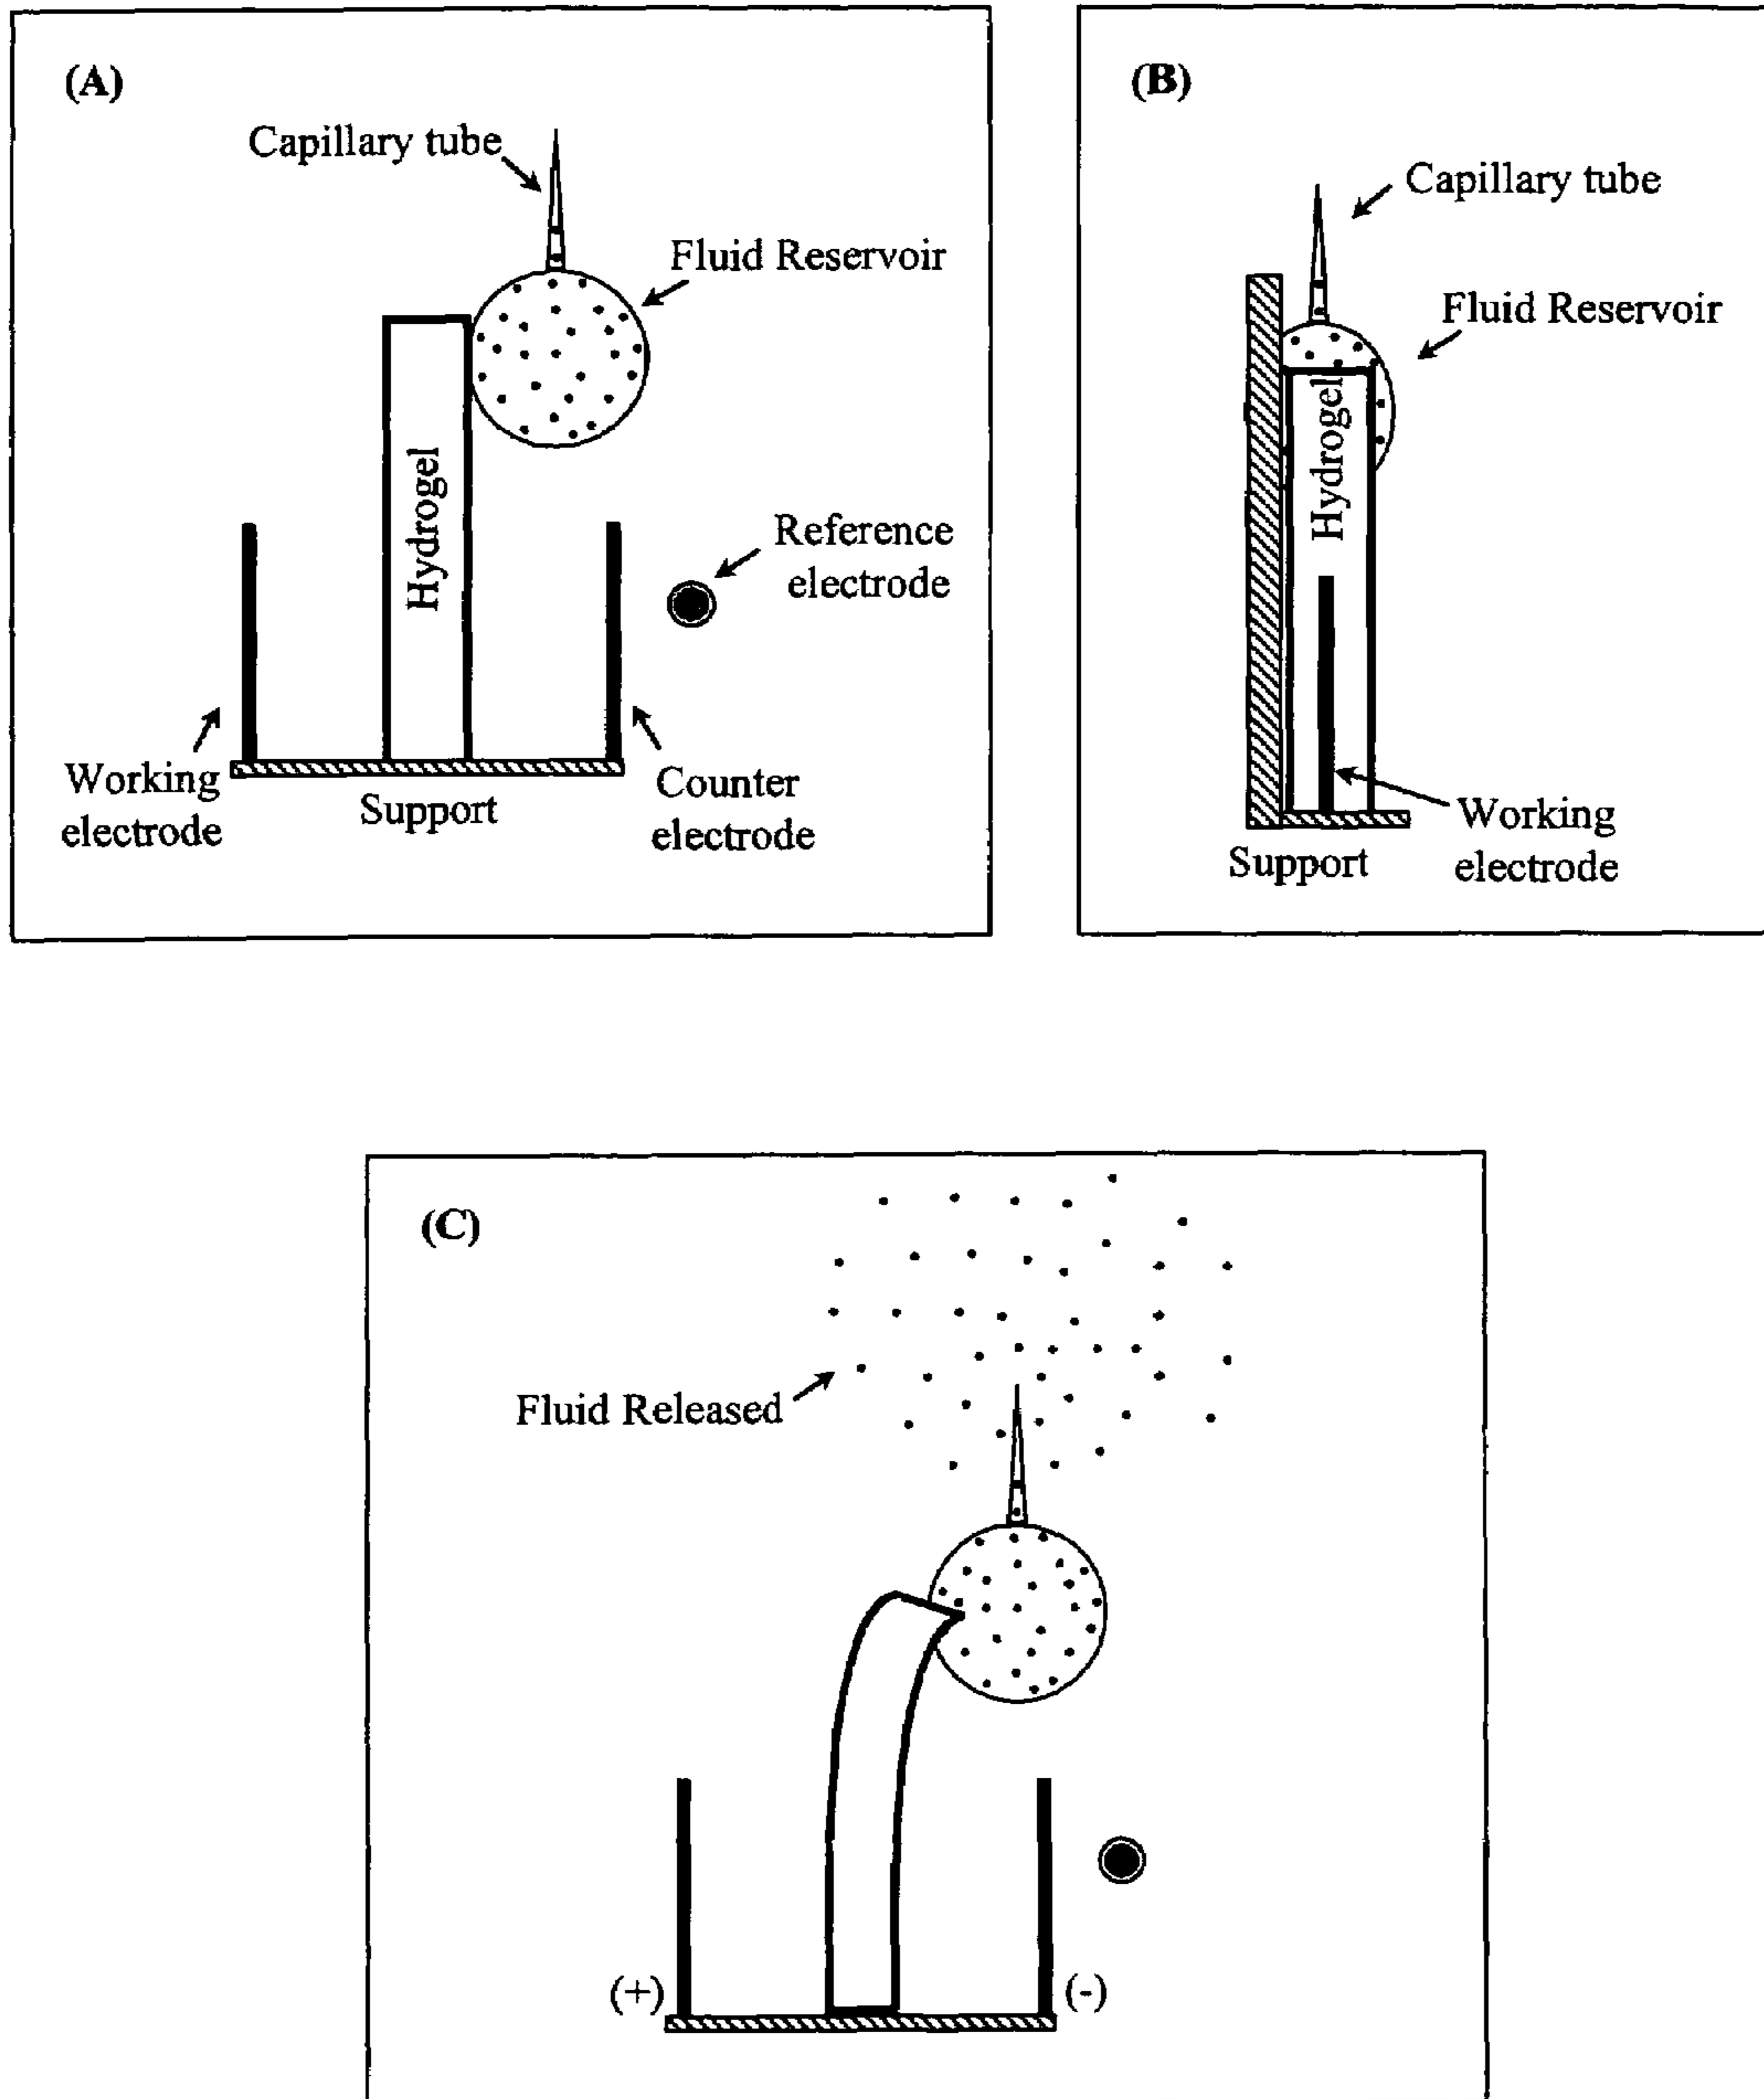 (A)
Capillary tube
Fluid Reservoir
Hydrogel
Reference
electrode
Working
electrode
Support
Counter
electrode
(B)
Capillary tube
Fluid Reservoir
Hydrogel
Working
electrode
Support
(C)
Fluid Released
(+)
(-)